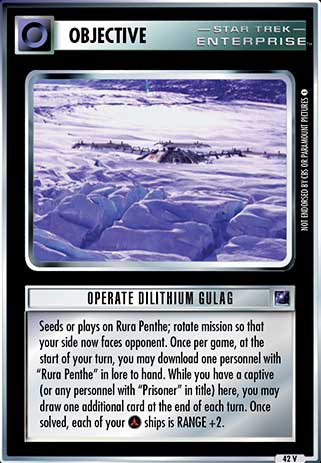 OBJECTIVE
STAR TREK
ENTERPRISE™
NOT ENDORSED BY CBS OR PARAMOUNT PICTURES
OPERATE DILITHIUM GULAG
Seeds or plays on Rura Penthe; rotate mission so that
your side now faces opponent. Once per game, at the
start of your turn, you may download one personnel with
“Rura Penthe” in lore to hand. While you have a captive
(or any personnel with “Prisoner” in title) here, you may
draw one additional card at the end of each turn. Once
solved, each of your ships is RANGE +2.
42 V